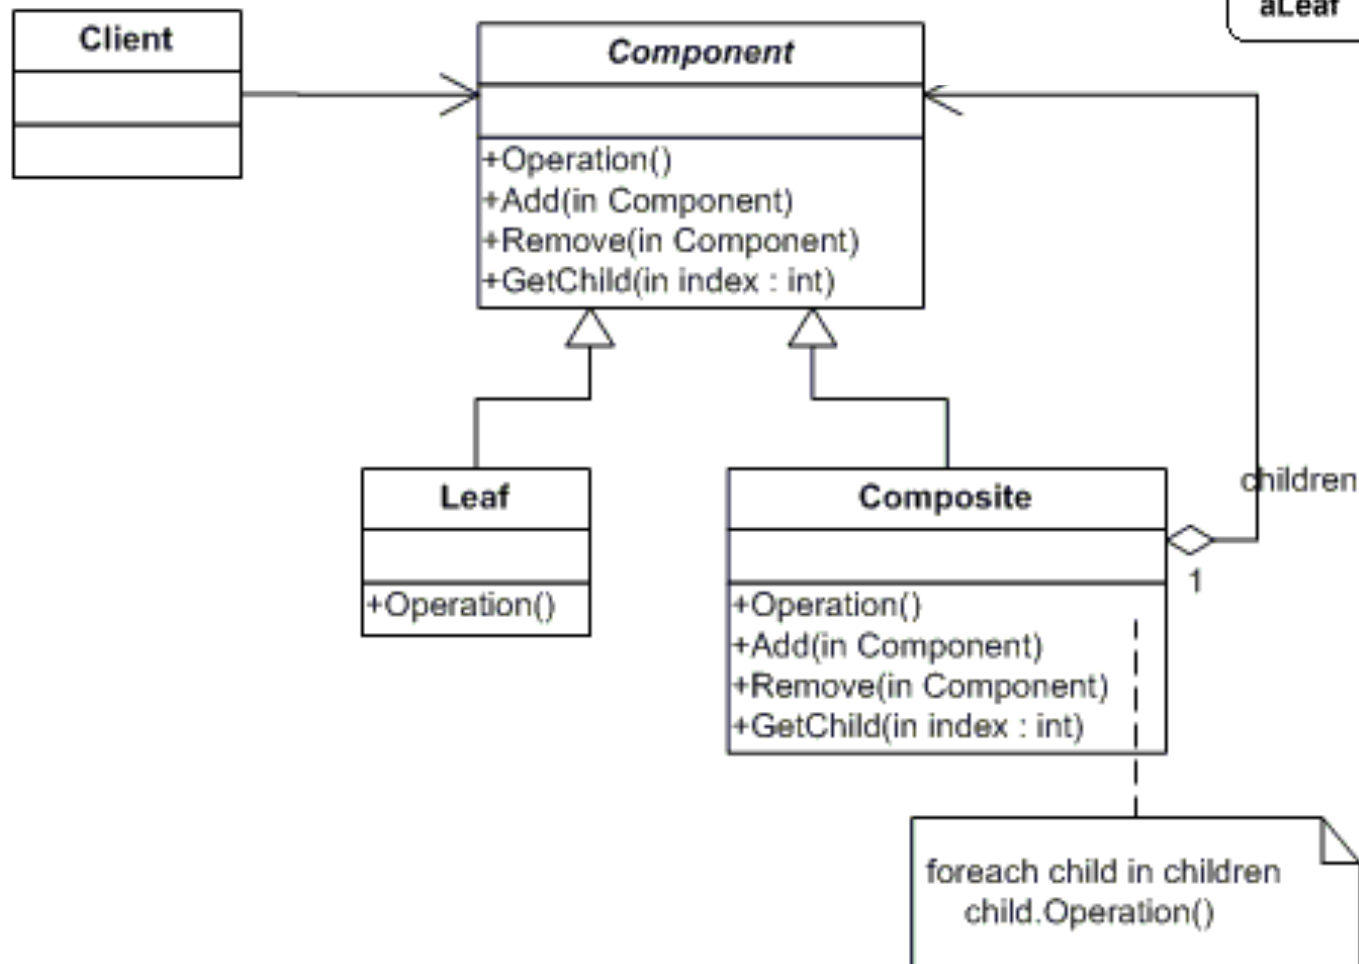 Client
Component
aLeaf
+Operation()
+Add(in Component)
+Remove(in Component)
+GetChild(in index : int)
children
Leaf
+Operation()
Composite
1
+Operation()
+Add(in Component)
+Remove(in Component)
+GetChild(in index : int)
foreach child in children
child.Operation()